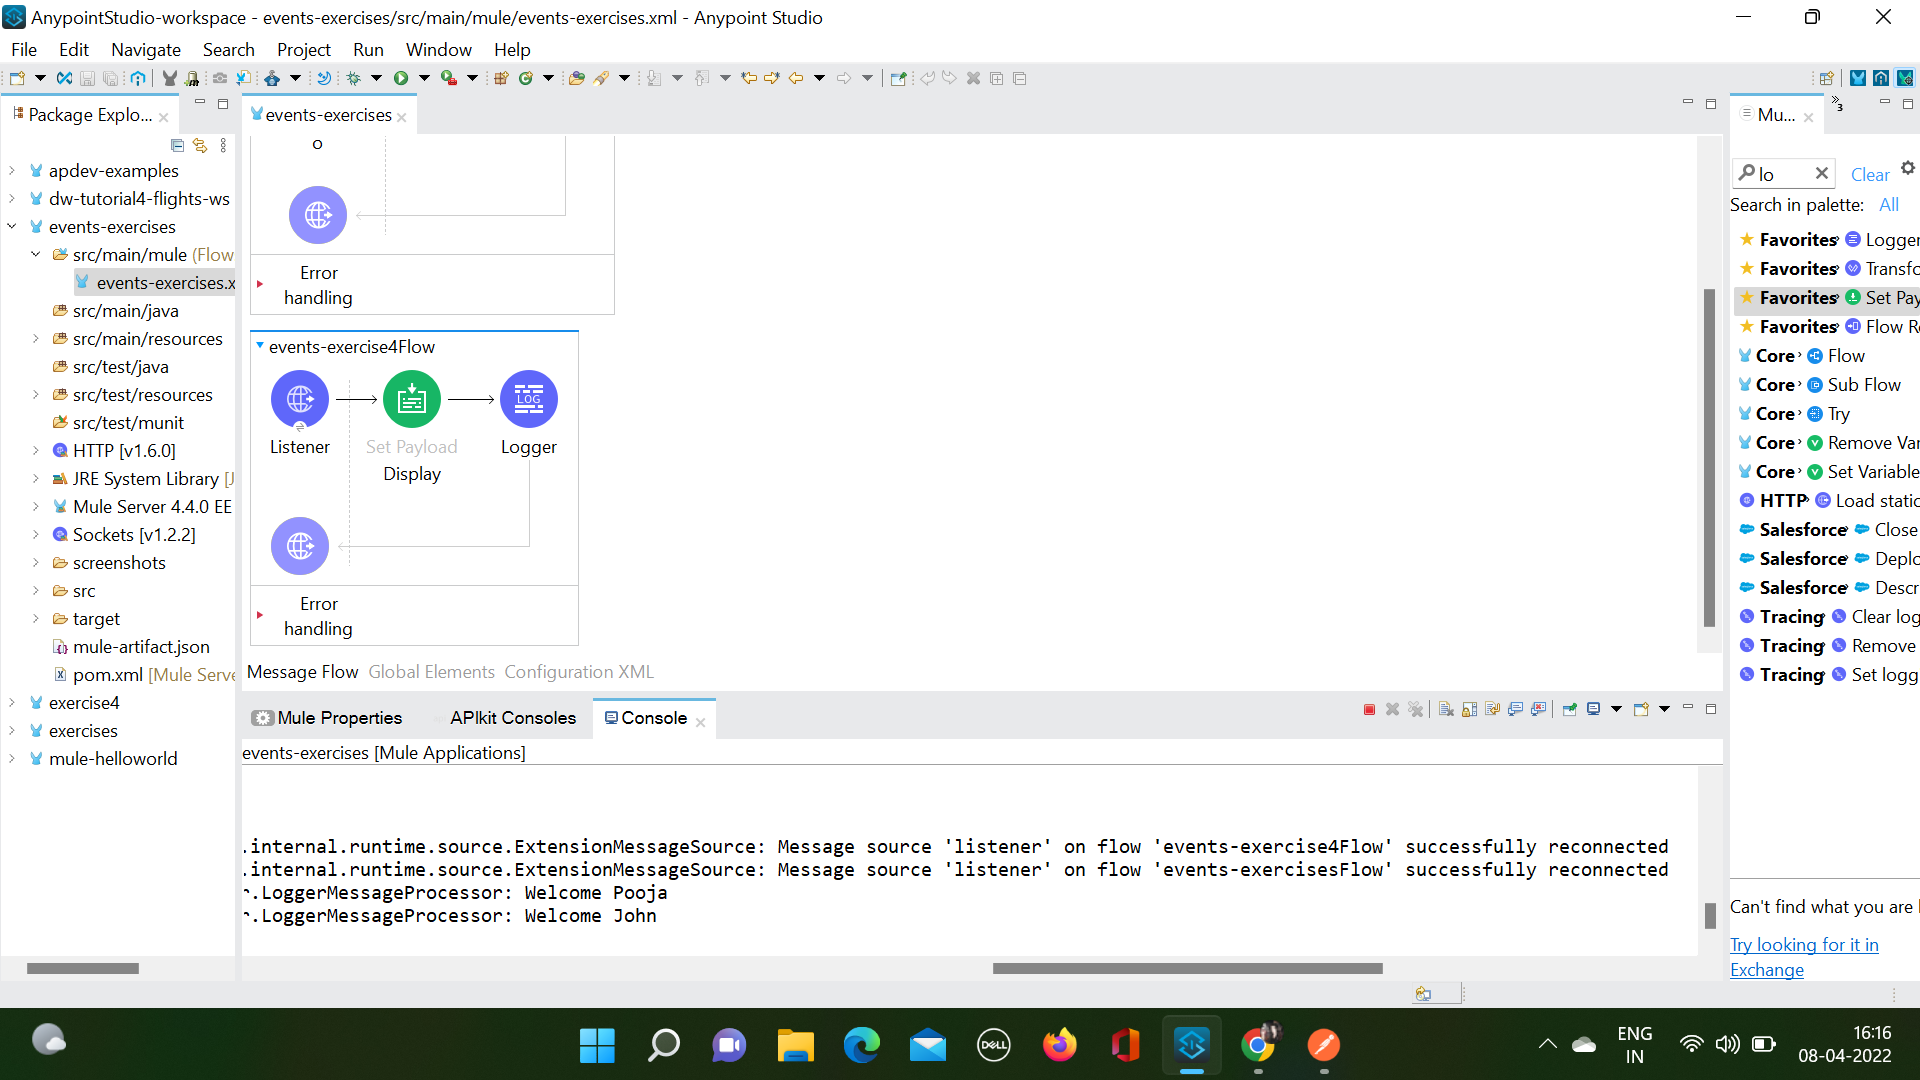 AnypointStudio-workspace - events-exercises/src/main/mule/events-exercises.xml - Anypoint Studio
File Edit Navigate Search Project Run Window Help
Package Explo...
apdev-examples
dw-tutorial4-flights-ws
events-exercises
src/main/mule (Flow
events-exercises.x
src/main/java
src/main/resources
src/test/java
src/test/resources
src/test/munit
HTTP [v1.6.0]
JRE System Library [J
Mule Server 4.4.0 EE
Sockets [v1.2.2]
screenshots
src
target
mule-artifact.json
pom.xml [Mule Serve
exercise4
exercises
mule-helloworld
events-exercises
o
Error
handling
events-exercise4Flow
LOG
Listener
Set Payload
Logger
Display
Error
handling
Message Flow Global Elements Configuration XML
Mule Properties
APIkit Consoles
Console
events-exercises [Mule Applications]
.internal.runtime.source.ExtensionMessageSource: Message source 'listener' on flow 'events-exercise4Flow' successfully reconnected
.internal.runtime.source.ExtensionMessageSource: Message source 'listener' on flow 'events-exercisesFlow' successfully reconnected
r.LoggerMessageProcessor: Welcome Pooja
r.LoggerMessageProcessor: Welcome John
Mu...
»3
lo
Clear
Search in palette: All
Favorites Logger
Favorites Transfo
Favorites Set Pay
Favorites Flow R
Core Flow
Core Sub Flow
Core Try
Core Remove Var
Core Set Variable
HTTP Load static
Salesforce Close
Salesforce Deplo
Salesforce Descr
Tracing Clear log
Tracing Remove
Tracing Set logg
Can't find what you are l
Try looking for it in
Exchange
DELL
ENG
IN
16:16
08-04-2022